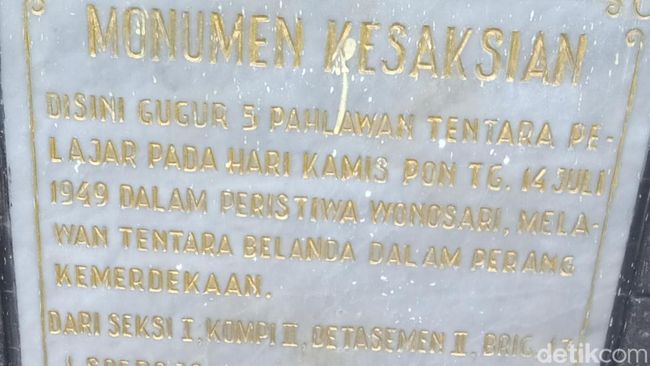 MONUMEN KESAKSIAN
DISINI GUGUR 5 PAHLAWAN TENTARA PE-
LAJAR PADA HARI KAMIS PON TG. 14 JULI
1949 DALAM PERISTIWA WONOSARI, MELA-
WAN TENTARA BELANDA DALAM PERANG
KEMERDEKAAN.
DARI SEKSI I, KOMPI II, DETASEMEN II, BRIG.
detikcom